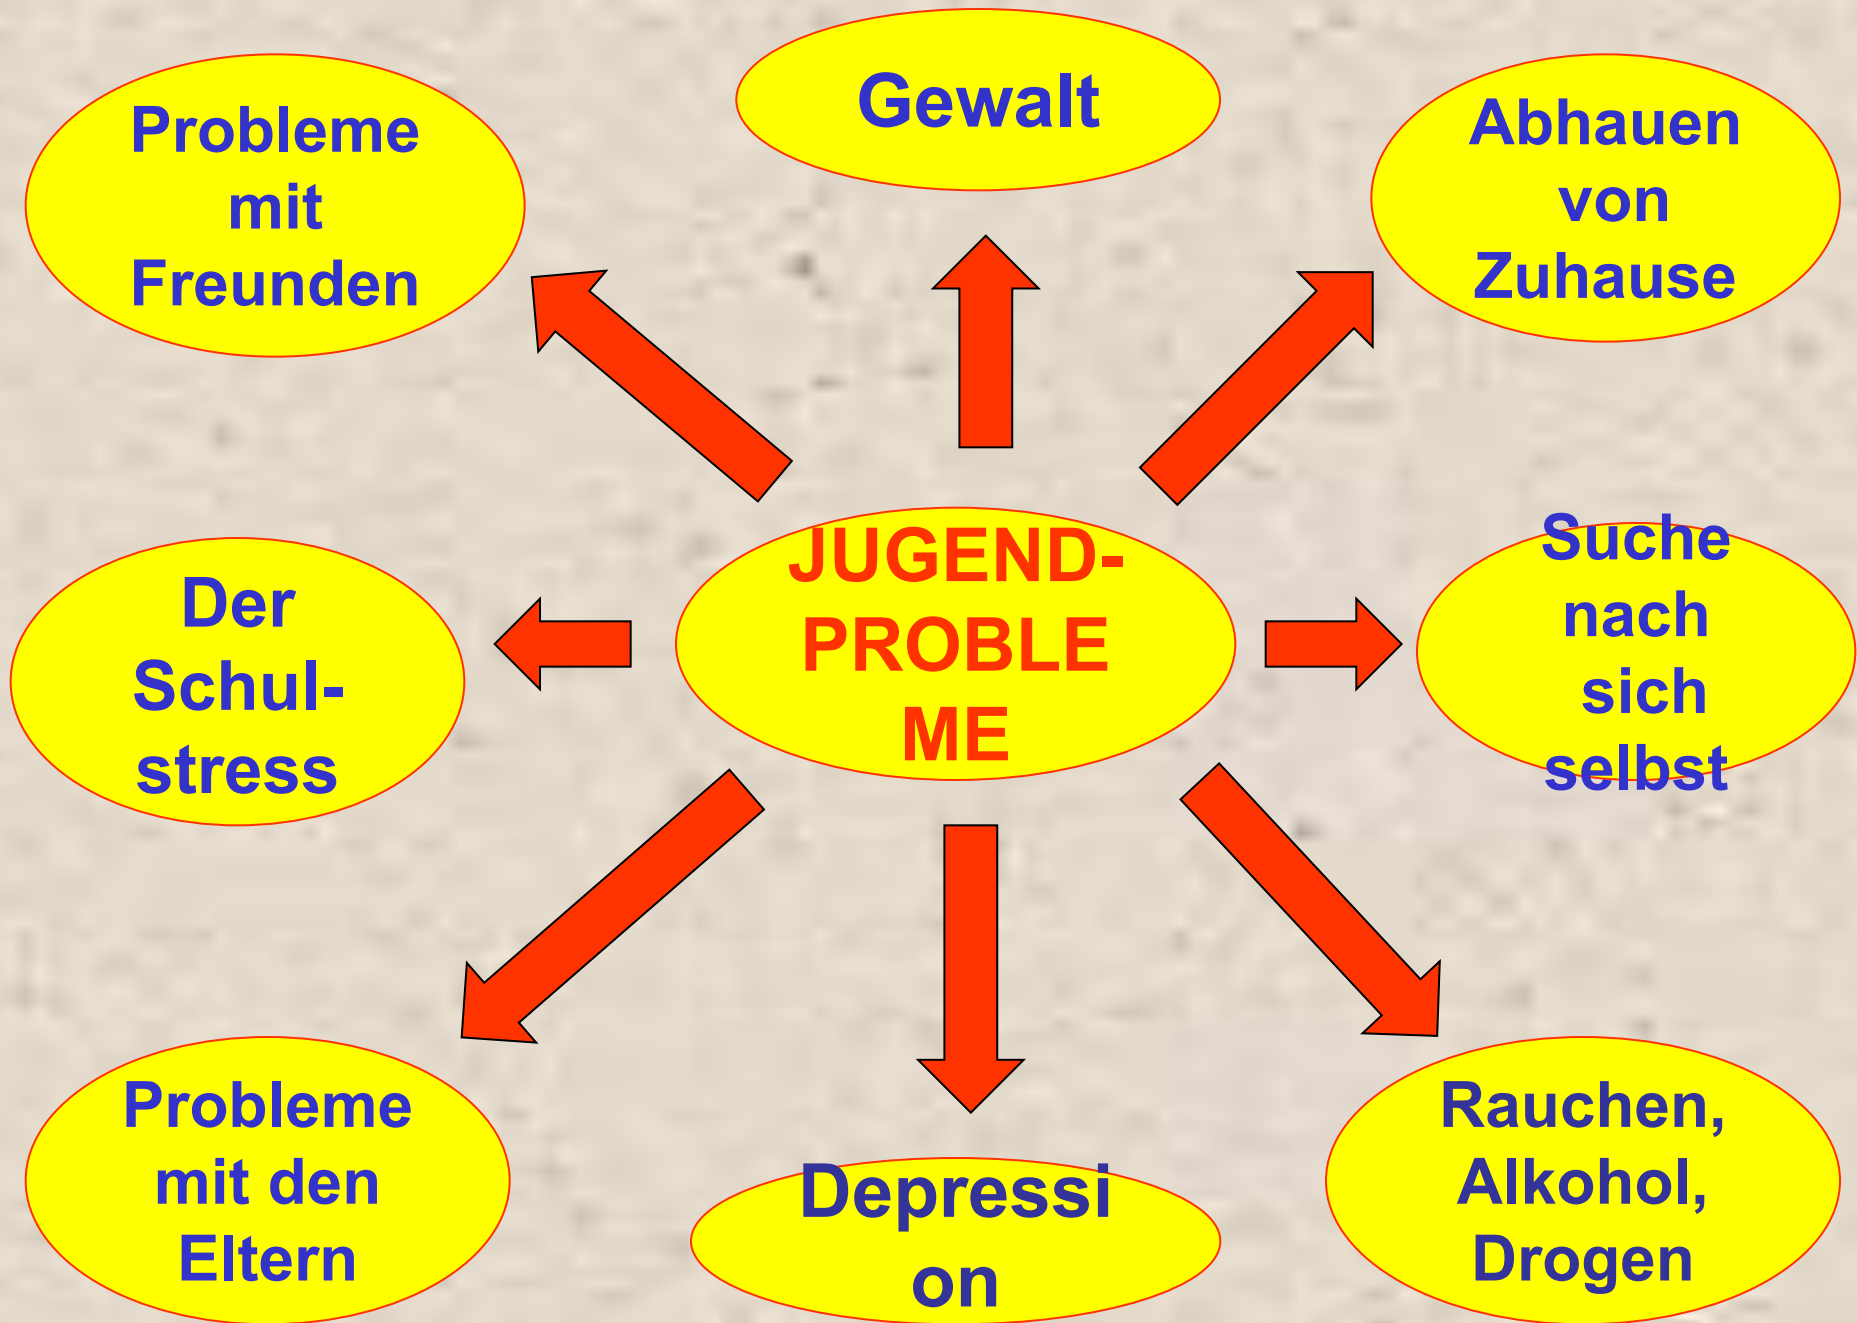 Probleme
mit
Freunden
Gewalt
Abhauen
von
Zuhause
Der
Schul-
stress
JUGEND-
PROBLE
ME
Suche
nach
sich
selbst
Probleme
mit den
Eltern
Depressi
on
Rauchen,
Alkohol,
Drogen